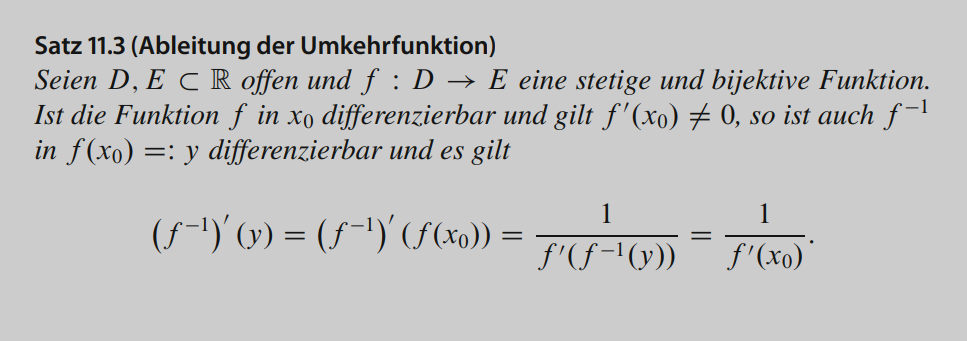 Satz 11.3 (Ableitung der Umkehrfunktion)
Seien D, E ⊂ ℝ offen und f : D → E eine stetige und bijektive Funktion.
Ist die Funktion f in x₀ differenzierbar und gilt f′(x₀) ≠ 0, so ist auch f⁻¹
in f(x₀) =: y differenzierbar und es gilt
(f⁻¹)′(y) = (f⁻¹)′(f(x₀)) = 1/f′(f⁻¹(y)) = 1/f′(x₀).